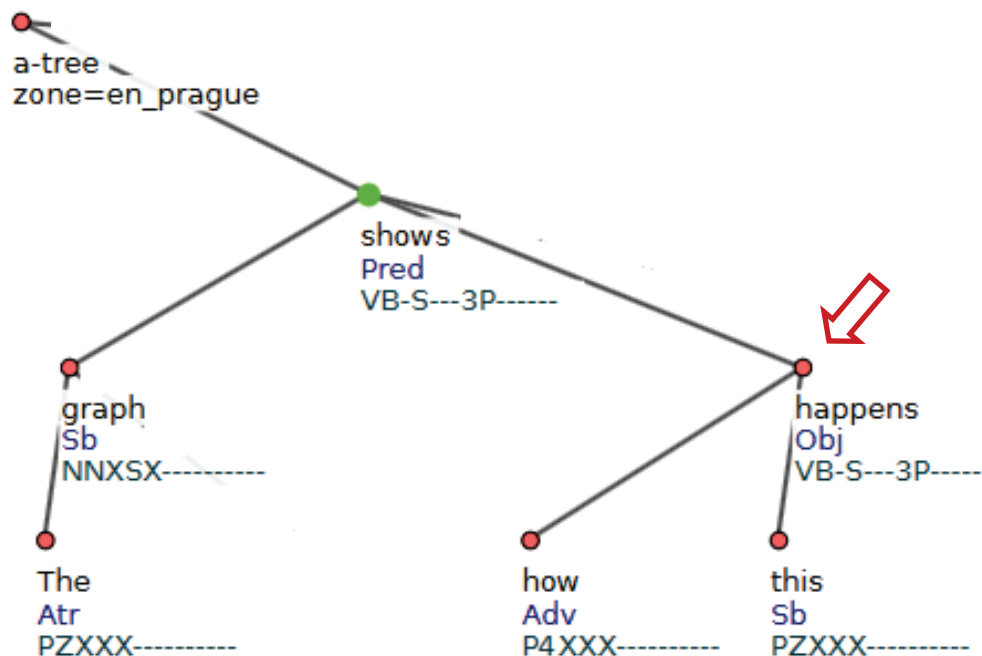 a-tree
zone=en_prague
shows
Pred
VB-S---3P------
graph
Sb
NNXSX----------
happens
Obj
VB-S---3P-----
The
Atr
PZXXX----------
how
Adv
P4XXX----------
this
Sb
PZXXX----------